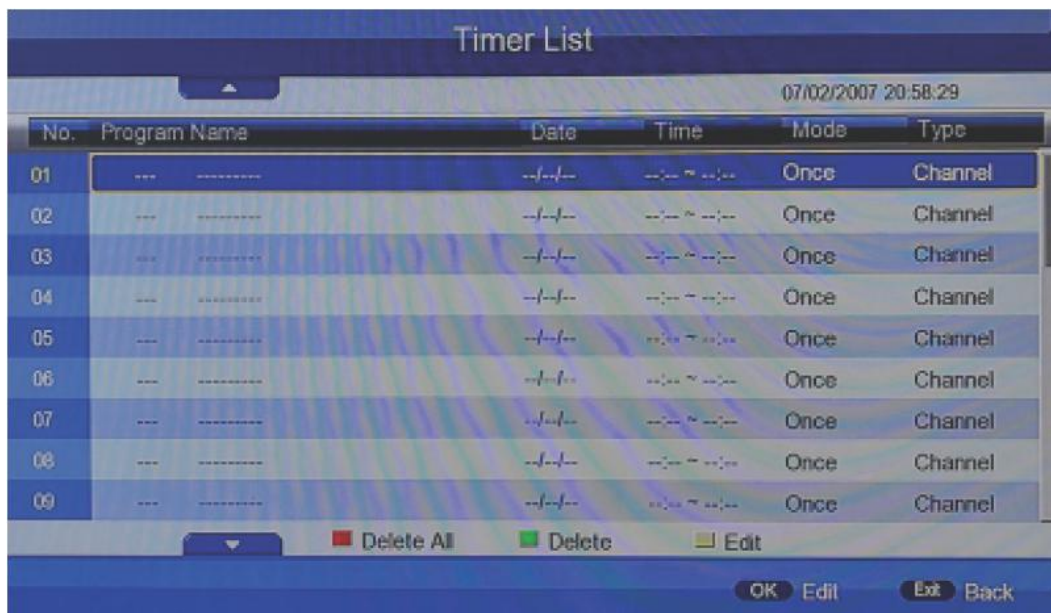 Timer List
07/02/2007 20:58:29
No. Program Name Date Time Mode Type
01 --- --------- --/--/-- --:-- ~ --:-- Once Channel
02 --- --------- --/--/-- --:-- ~ --:-- Once Channel
03 --- --------- --/--/-- --:-- ~ --:-- Once Channel
04 --- --------- --/--/-- --:-- ~ --:-- Once Channel
05 --- --------- --/--/-- --:-- ~ --:-- Once Channel
06 --- --------- --/--/-- --:-- ~ --:-- Once Channel
07 --- --------- --/--/-- --:-- ~ --:-- Once Channel
08 --- --------- --/--/-- --:-- ~ --:-- Once Channel
09 --- --------- --/--/-- --:-- ~ --:-- Once Channel
Delete All Delete Edit
OK Edit Exit Back